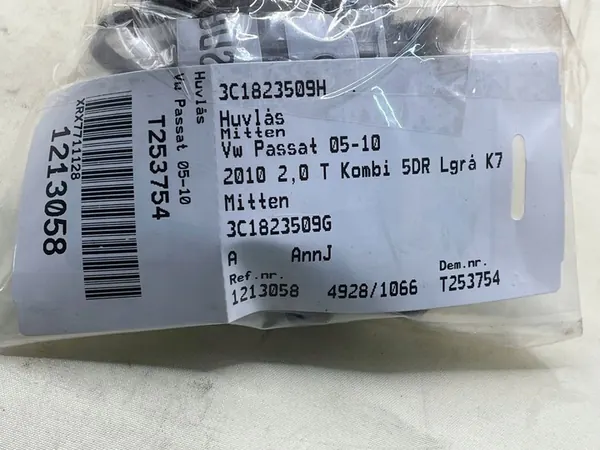 3C1823509H
Huvlås
Mitten
Vw Passat 05-10
2010 2,0 T Kombi 5DR Lgrå K7
Mitten
3C1823509G
A AnnJ
Ref.nr. Dem.nr.
1213058 4928/1066 T253754
Huvlås
Vw Passat 05-10
T253754
XRX7711128
1213058